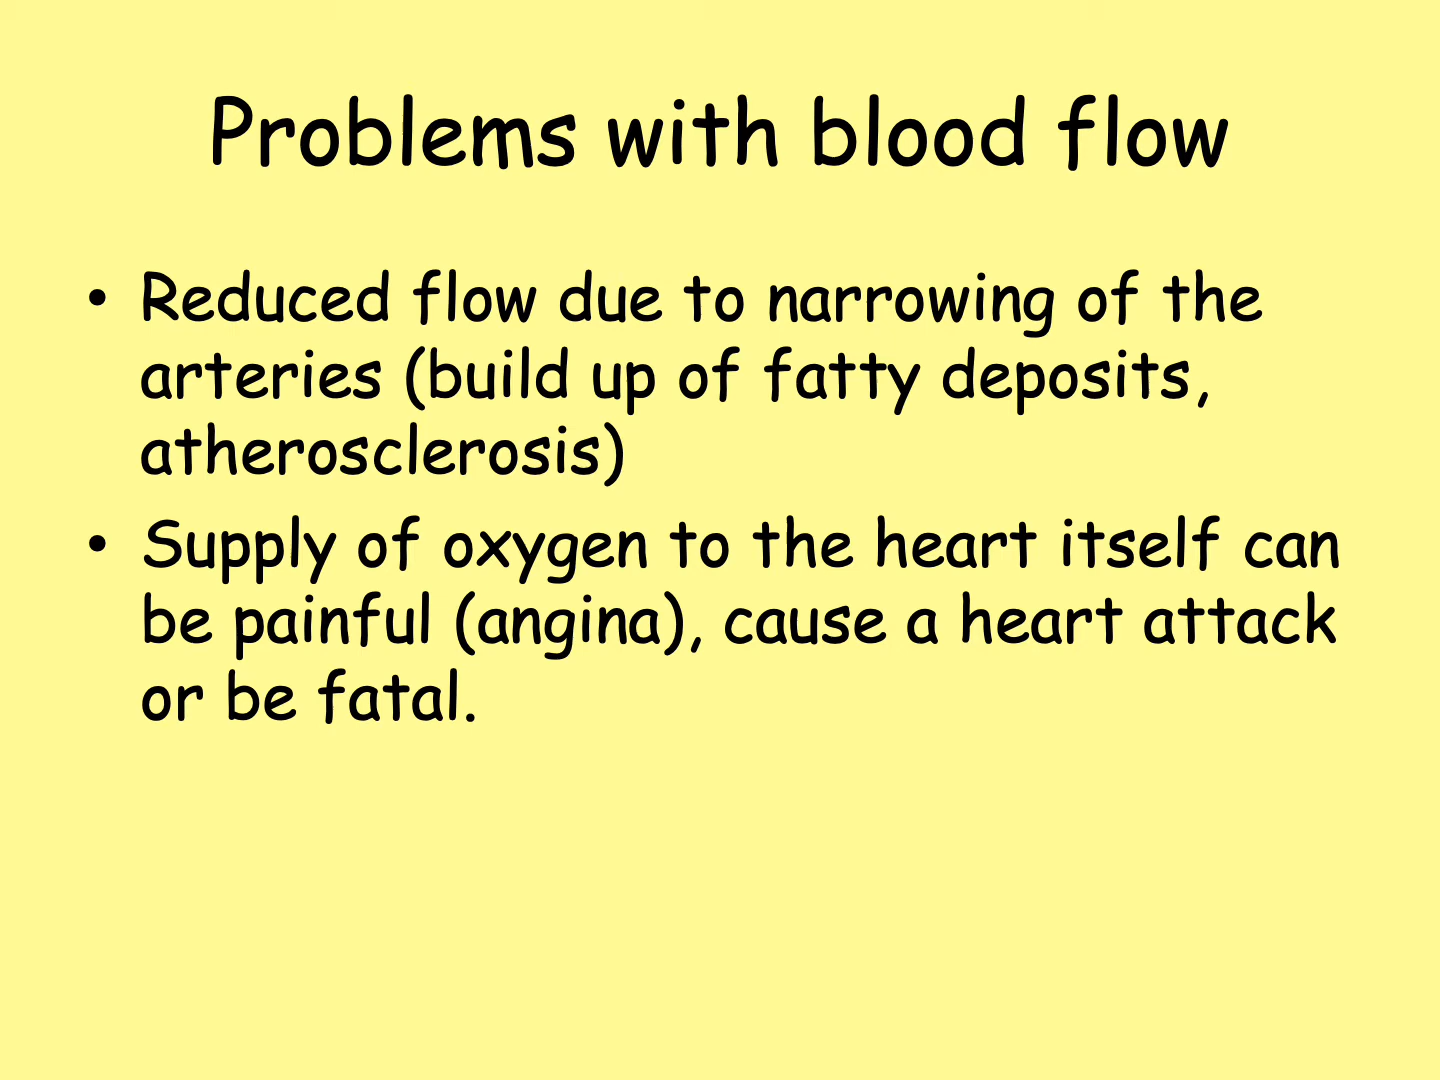 Problems with blood flow
• Reduced flow due to narrowing of the
arteries (build up of fatty deposits,
atherosclerosis)
• Supply of oxygen to the heart itself can
be painful (angina), cause a heart attack
or be fatal.